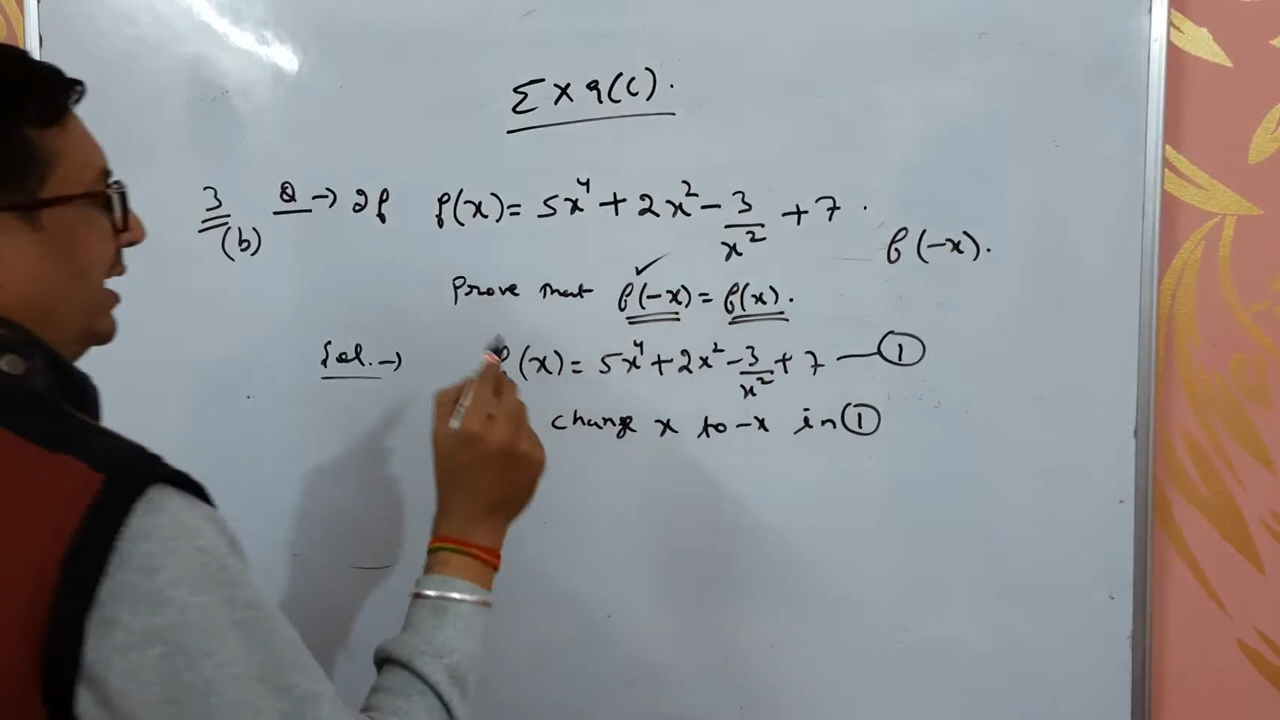 Ex 9(C).
3 (b) Q → If f(x) = 5x⁴ + 2x² - 3/x² + 7.
f(-x).
Prove that f(-x) = f(x). ✓
Sol. → f(x) = 5x⁴ + 2x² - 3/x² + 7 — ①
change x to -x in ①